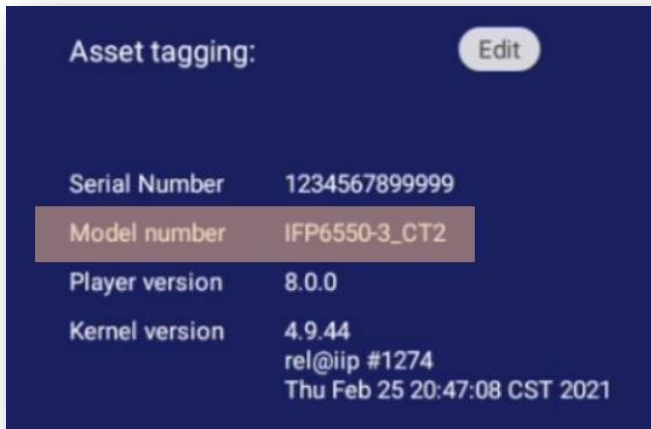 Asset tagging: Edit
Serial Number 1234567899999
Model number IFP6550-3_CT2
Player version 8.0.0
Kernel version 4.9.44
rel@iip #1274
Thu Feb 25 20:47:08 CST 2021